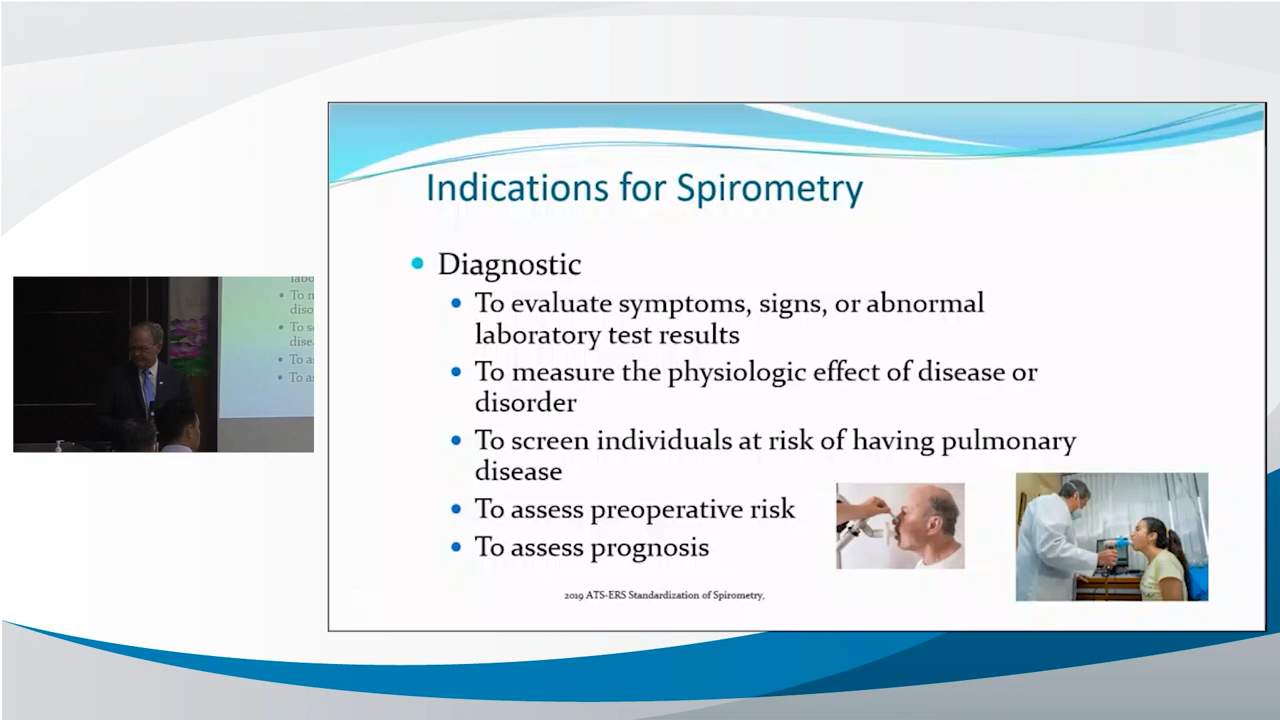 Indications for Spirometry
Diagnostic
To evaluate symptoms, signs, or abnormal
laboratory test results
To measure the physiologic effect of disease or
disorder
To screen individuals at risk of having pulmonary
disease
To assess preoperative risk
To assess prognosis
2019 ATS-ERS Standardization of Spirometry,